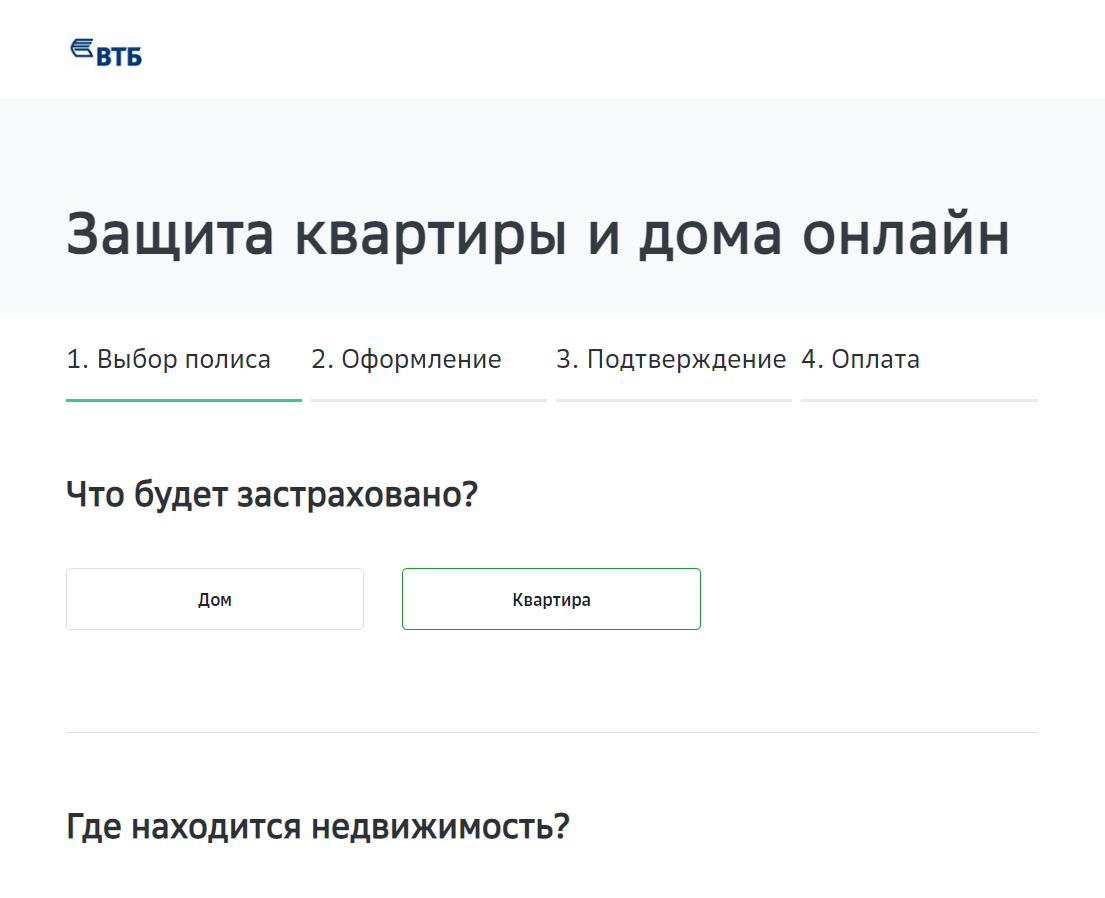 ВТБ
Защита квартиры и дома онлайн
1. Выбор полиса 2. Оформление 3. Подтверждение 4. Оплата
Что будет застраховано?
Дом Квартира
Где находится недвижимость?